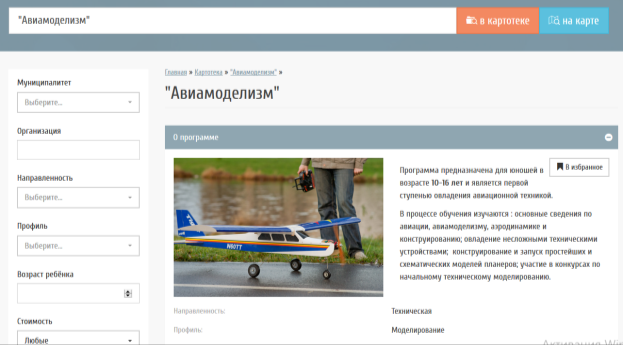 "Авиамоделизм"
в картотеке
на карте
Муниципалитет
Выберите...
Организация
Направленность
Выберите...
Профиль
Выберите...
Возраст ребёнка
Стоимость
Любые
Главная » Картотека » "Авиамоделизм" »
"Авиамоделизм"
О программе
В избранное
Программа предназначена для юношей в
возрасте 10-16 лет и является первой
ступенью овладения авиационной техникой.
В процессе обучения изучаются : основные сведения по
авиации, авиамоделизму, аэродинамике и
конструированию; овладение несложными техническими
устройствами; конструирование и запуск простейших и
схематических моделей планеров; участие в конкурсах по
начальному техническому моделированию.
N607T
Направленность:
Техническая
Профиль:
Моделирование
Активация Win